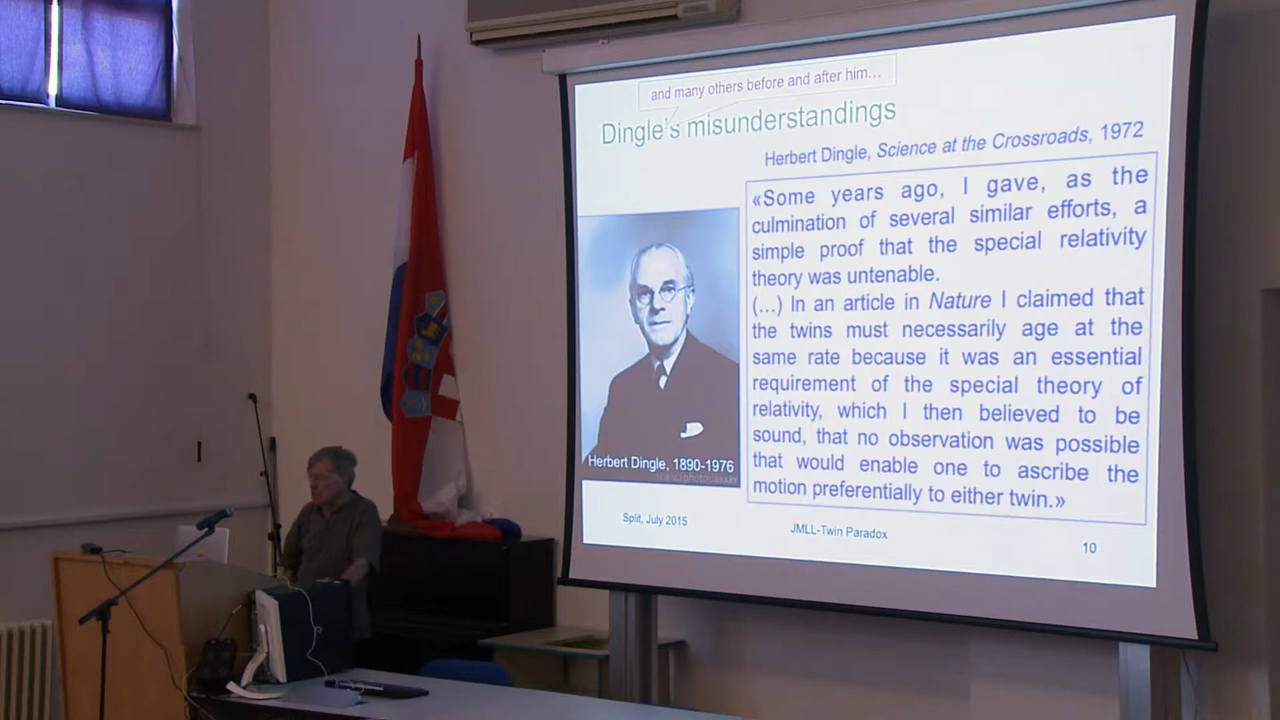 and many others before and after him...
Dingle's misunderstandings
Herbert Dingle, Science at the Crossroads, 1972
«Some years ago, I gave, as the
culmination of several similar efforts, a
simple proof that the special relativity
theory was untenable.
(...) In an article in Nature I claimed that
the twins must necessarily age at the
same rate because it was an essential
requirement of the special theory of
relativity, which I then believed to be
sound, that no observation was possible
that would enable one to ascribe the
motion preferentially to either twin.»
Herbert Dingle, 1890-1976
SCIENCEPHOTOLIBRARY
Split, July 2015
JMLL-Twin Paradox
10